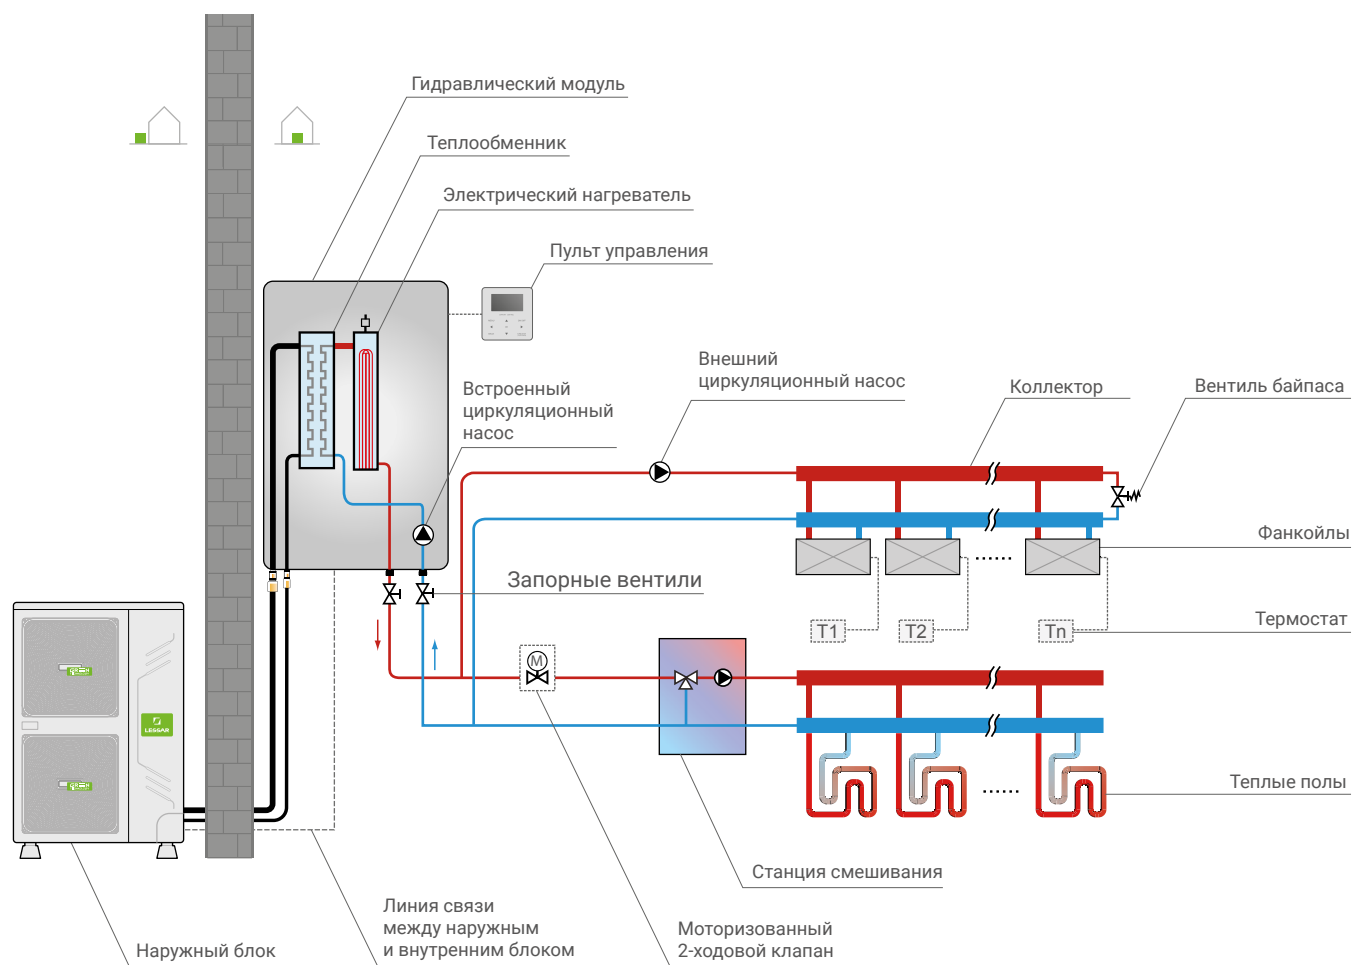 Гидравлический модуль
Теплообменник
Электрический нагреватель
Пульт управления
Внешний
циркуляционный насос
Коллектор
Вентиль байпаса
Встроенный
циркуляционный
насос
Фанкойлы
Запорные вентили
Термостат
T1
T2
Tn
M
LESSAR
Теплые полы
Станция смешивания
Линия связи
между наружным
и внутренним блоком
Моторизованный
2-ходовой клапан
Наружный блок